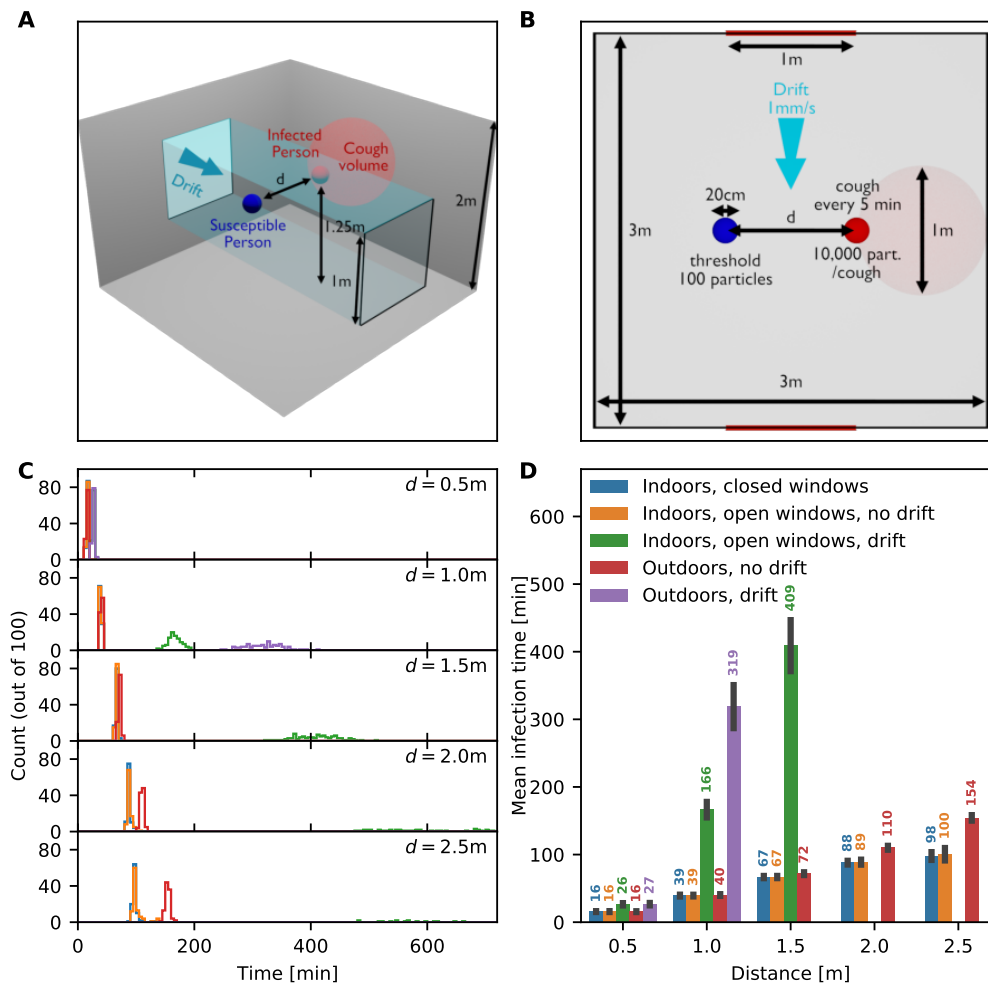 A
Infected
Person
Cough
volume
Drift
d
Susceptible
Person
1.25m
2m
1m
B
1m
Drift
1mm/s
20cm
cough
every 5 min
d
3m
1m
threshold
100 particles
10,000 part.
/cough
3m
C
Count (out of 100)
80
40
0
d = 0.5m
80
40
0
d = 1.0m
80
40
0
d = 1.5m
80
40
0
d = 2.0m
80
40
0
d = 2.5m
0 200 400 600
Time [min]
D
Indoors, closed windows
Indoors, open windows, no drift
Indoors, open windows, drift
Outdoors, no drift
Outdoors, drift
Mean infection time [min]
600
500
400
300
200
100
0
16 16 26 16 27
39 39 166 40 319
67 67 409 72
88 89 110
98 100 154
0.5 1.0 1.5 2.0 2.5
Distance [m]